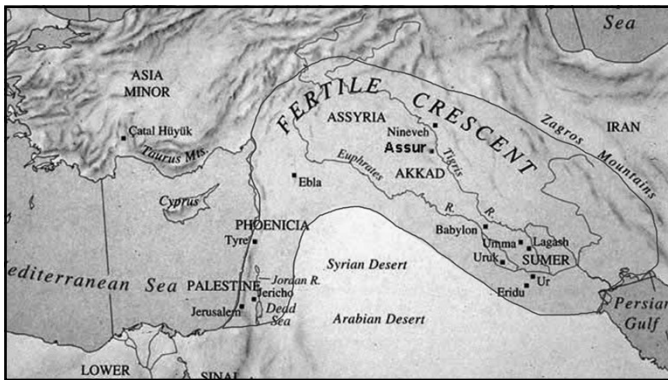 Sea
ASIA
MINOR
FERTILE CRESCENT
ASSYRIA
Zagros Mountains
IRAN
Çatal Hüyük
Taurus Mts.
Nineveh
Assur
Tigris R.
AKKAD
Euphrates R.
Ebla
Cyprus
PHOENICIA
Tyre
Babylon
Umma
Lagash
Uruk
SUMER
Ur
Eridu
Syrian Desert
editerranean Sea
PALESTINE
Jordan R.
Jericho
Jerusalem
Dead
Sea
Arabian Desert
Persian
Gulf
LOWER
SINAI